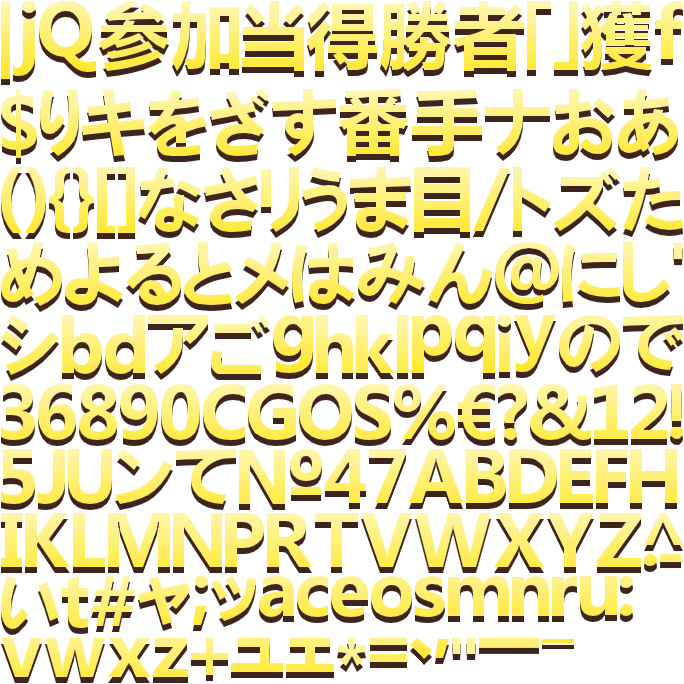 |jQ参加当得勝者「」獲f
$りキをざす番手ナおあ
(){}[]なさリうま目/トズた
めよるとメはみん@にし'
シbdアごghklpqiyので
36890CGOS%€?&12!
5JUンてNº47ABDEFH
IKLMNPRTVWXYZ:^
いt#ャ;ッaceosmnru:
vwxz+ユエ*=ン"ー-